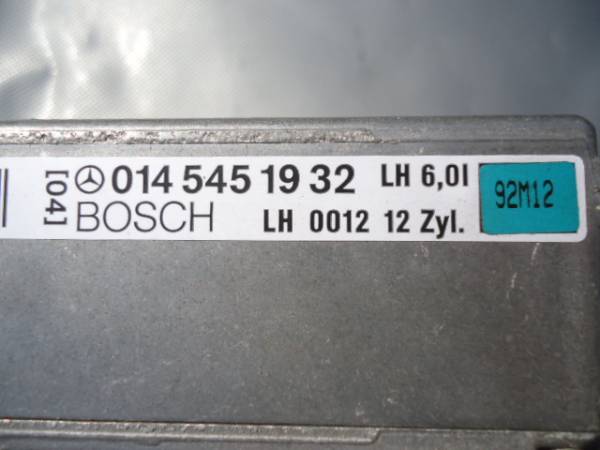 [04] 014 545 19 32 LH 6,0l 92M12
BOSCH LH 0012 12 Zyl.